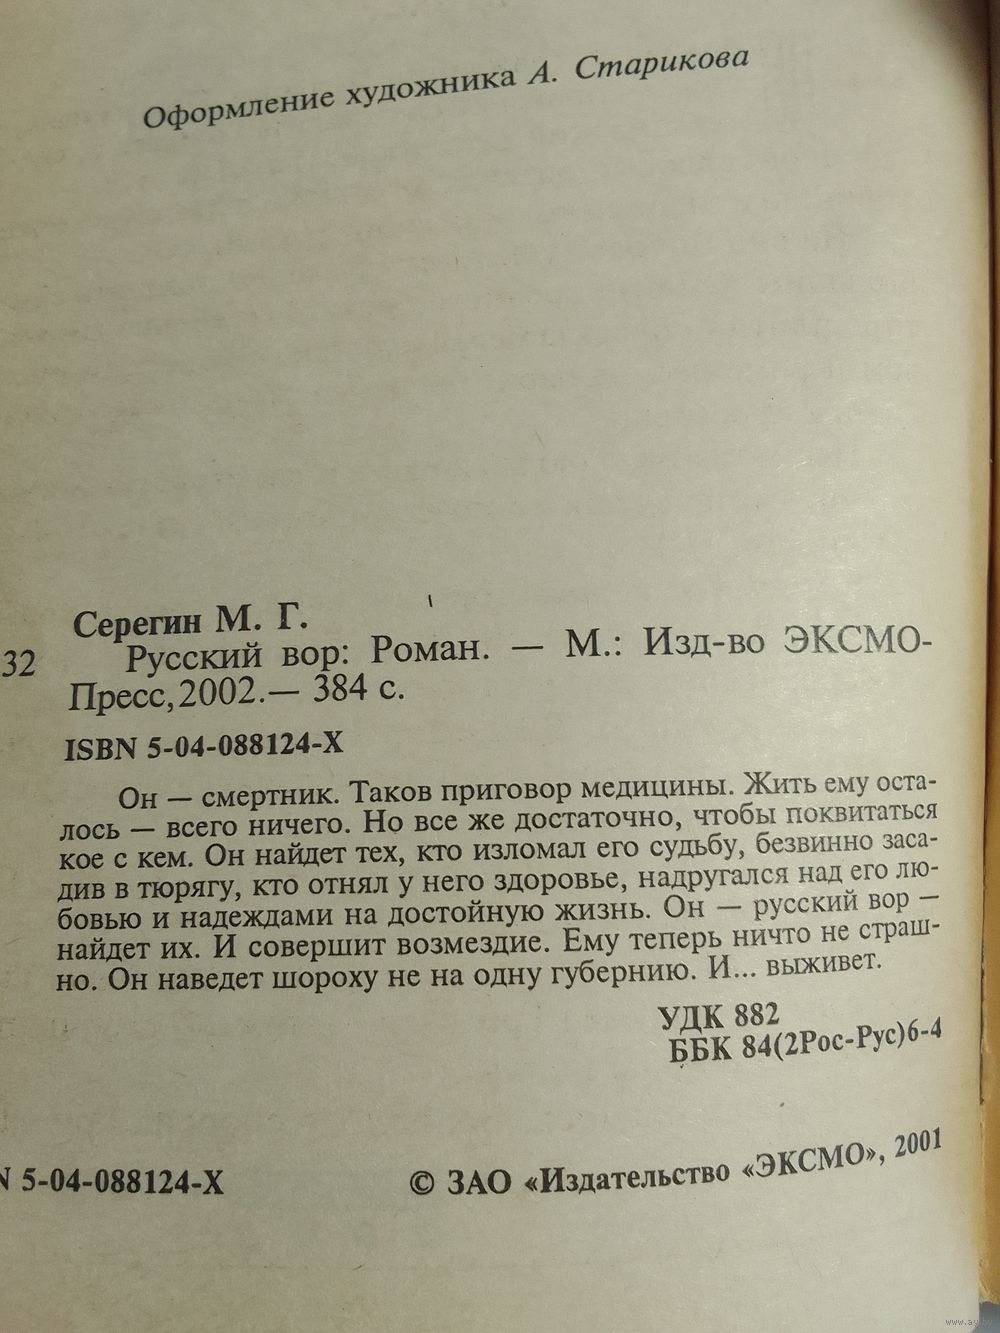 Оформление художника А. Старикова
Серегин М. Г.
32 Русский вор: Роман. — М.: Изд-во ЭКСМО-
Пресс, 2002.— 384 с.
ISBN 5-04-088124-X
Он — смертник. Таков приговор медицины. Жить ему оста-
лось — всего ничего. Но все же достаточно, чтобы поквитаться
кое с кем. Он найдет тех, кто изломал его судьбу, безвинно заса-
див в тюрягу, кто отнял у него здоровье, надругался над его лю-
бовью и надеждами на достойную жизнь. Он — русский вор —
найдет их. И совершит возмездие. Ему теперь ничто не страш-
но. Он наведет шороху не на одну губернию. И... выживет.
УДК 882
ББК 84(2Рос-Рус)6-4
N 5-04-088124-X © ЗАО «Издательство «ЭКСМО», 2001